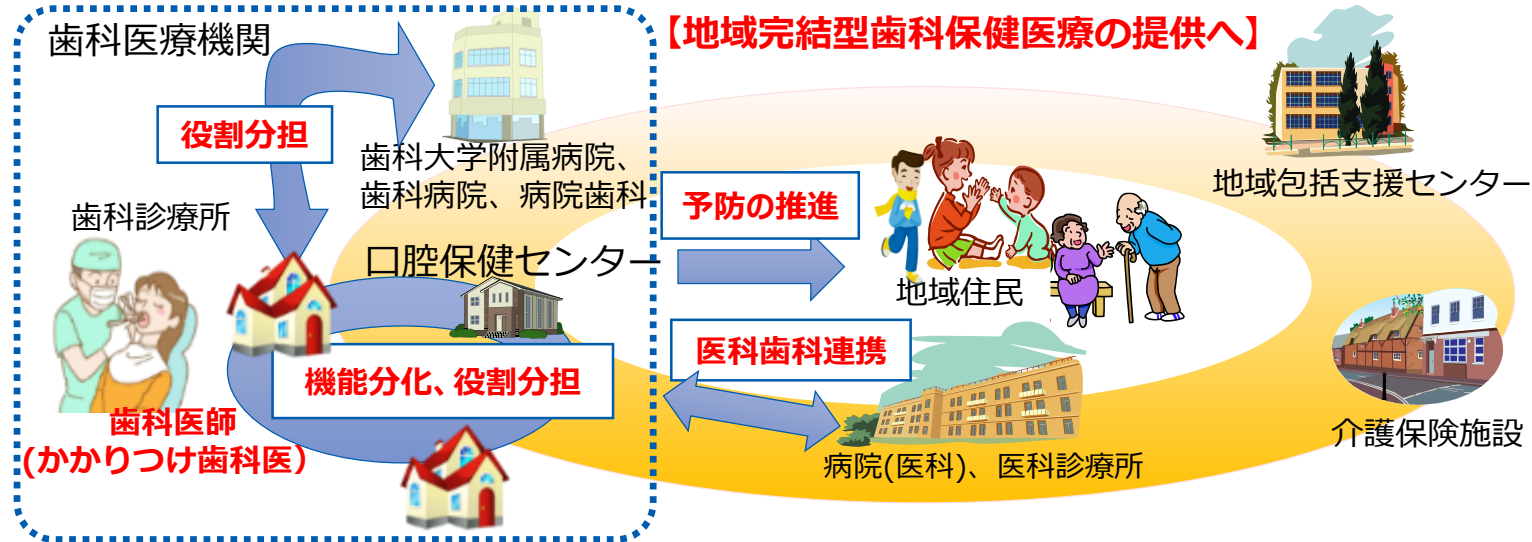 歯科医療機関
【地域完結型歯科保健医療の提供へ】
役割分担
歯科大学附属病院、
歯科病院、病院歯科
地域包括支援センター
歯科診療所
予防の推進
口腔保健センター
地域住民
医科歯科連携
機能分化、役割分担
歯科医師
(かかりつけ歯科医）
病院(医科)、医科診療所
介護保険施設